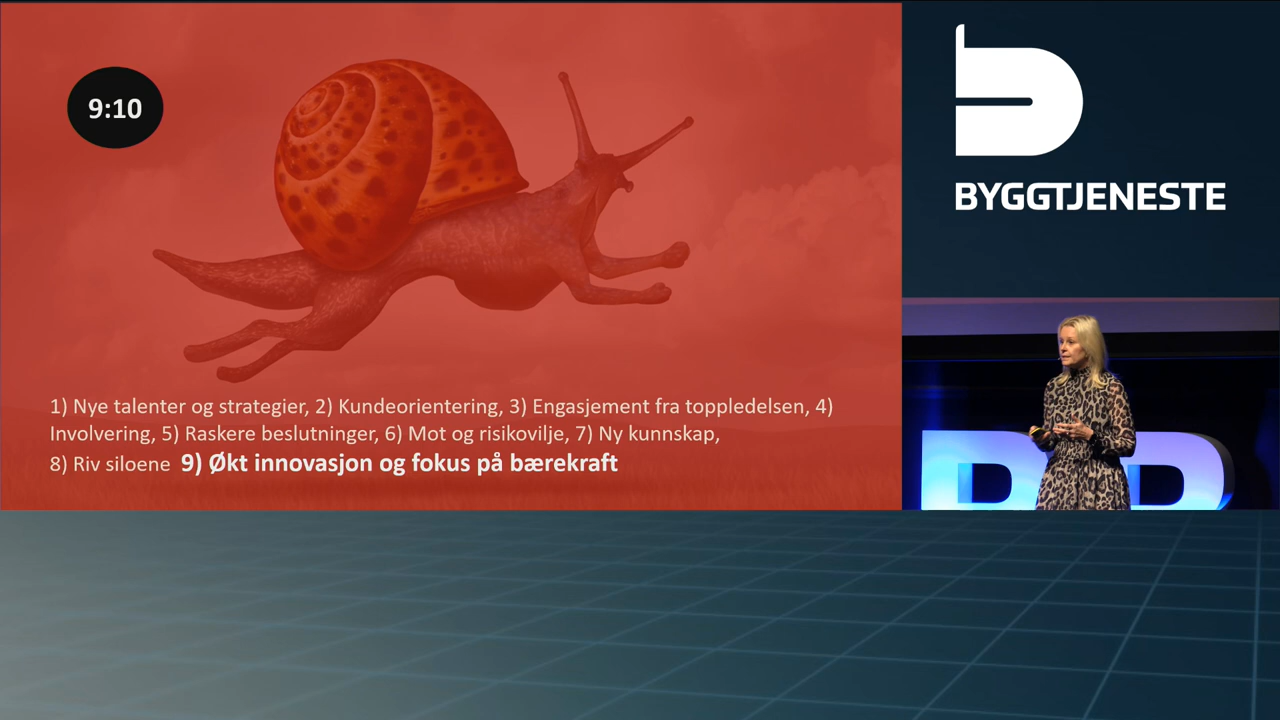 9:10
1) Nye talenter og strategier, 2) Kundeorientering, 3) Engasjement fra toppledelsen, 4)
Involvering, 5) Raskere beslutninger, 6) Mot og risikovilje, 7) Ny kunnskap,
8) Riv siloene 9) Økt innovasjon og fokus på bærekraft
BYGGTJENESTE